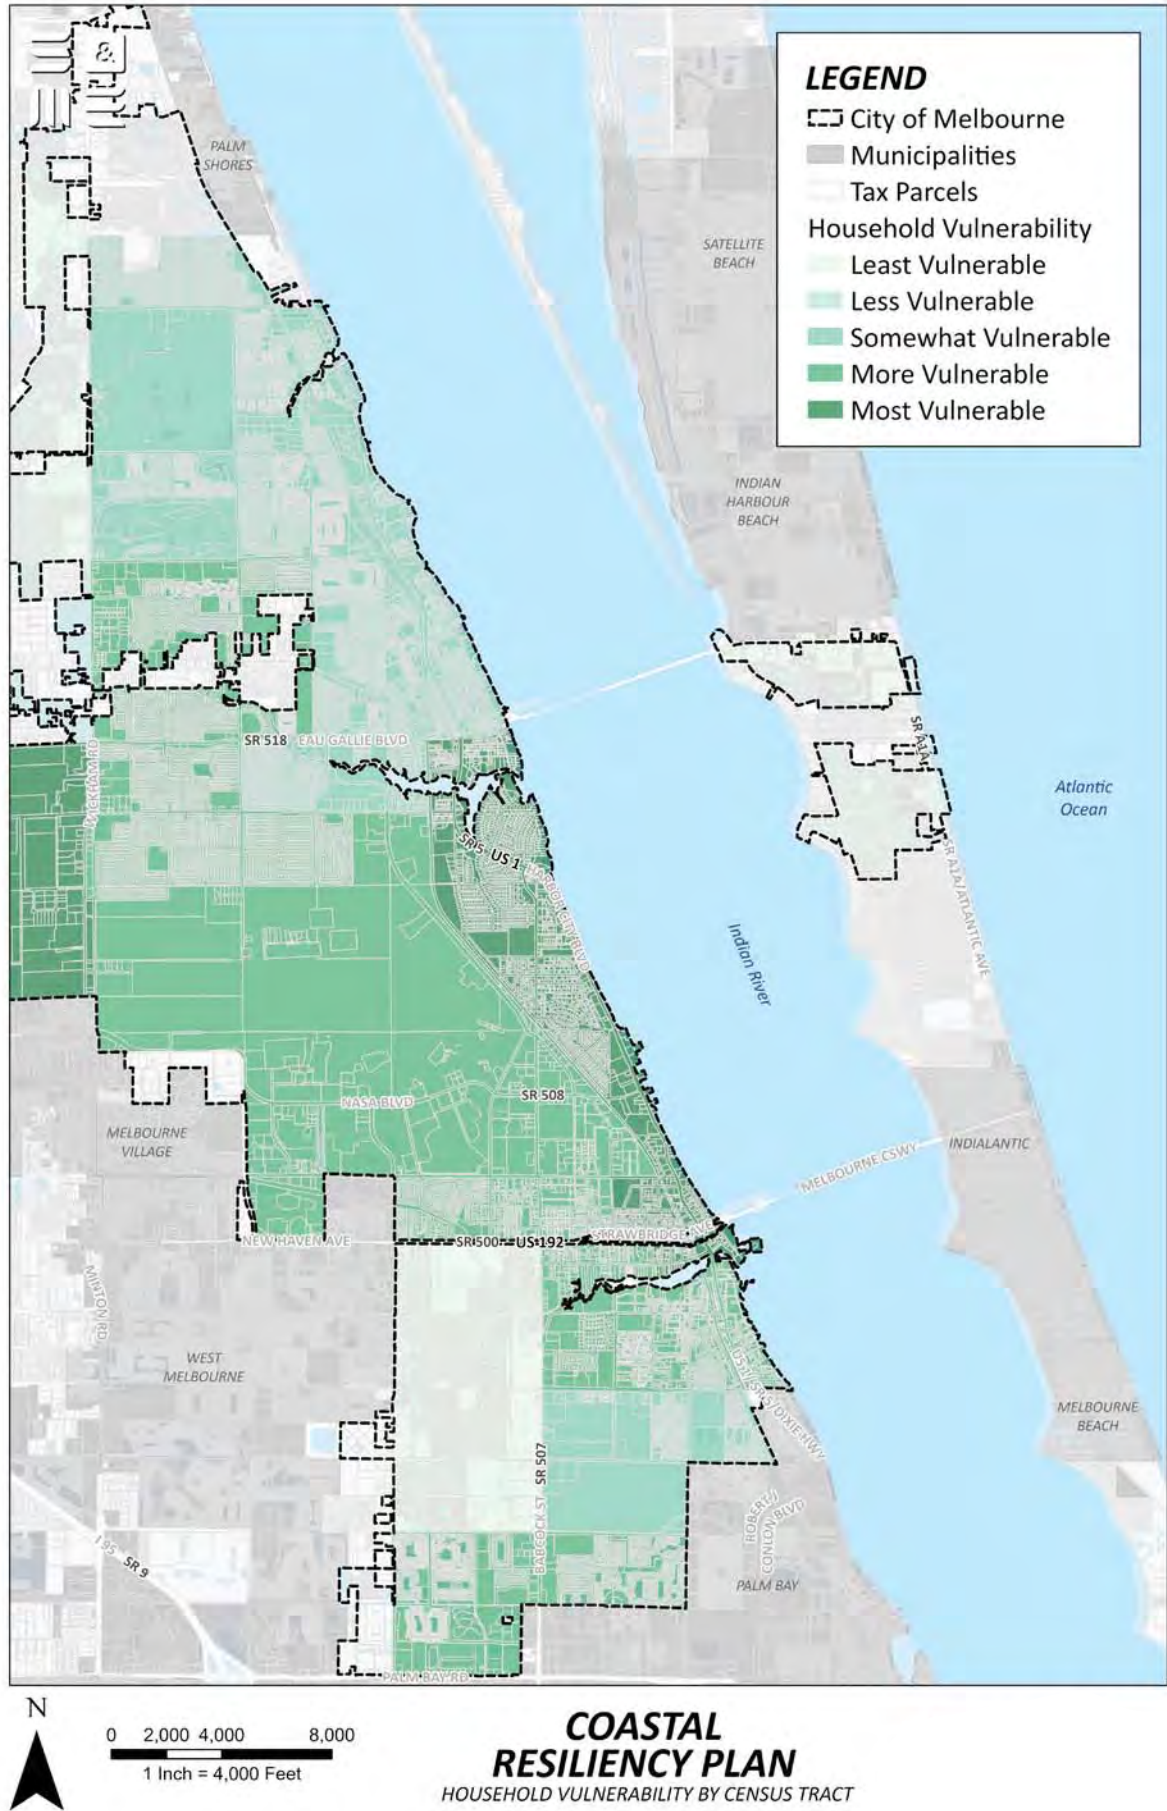 &
LEGEND
City of Melbourne
Municipalities
Tax Parcels
Household Vulnerability
Least Vulnerable
Less Vulnerable
Somewhat Vulnerable
More Vulnerable
Most Vulnerable
PALM
SHORES
SATELLITE
BEACH
INDIAN
HARBOUR
BEACH
SR A1A
SR 518
EAU GALLIE BLVD
Atlantic
Ocean
SR 5
US 1
HARBOR CITY BLVD
SR A1A/ATLANTIC AVE
Indian River
NASA BLVD
SR 508
MELBOURNE
VILLAGE
INDIALANTIC
MELBOURNE CSWY
NEW HAVEN AVE
SR 500
US 192
STRAWBRIDGE AVE
MINTON RD
WEST
MELBOURNE
MELBOURNE
BEACH
SR 507
BABCOCK ST
ROBERT J
CONLON BLVD
PALM BAY
I 95
SR 9
PALM BAY RD
N
0 2,000 4,000 8,000
1 Inch = 4,000 Feet
COASTAL
RESILIENCY PLAN
HOUSEHOLD VULNERABILITY BY CENSUS TRACT